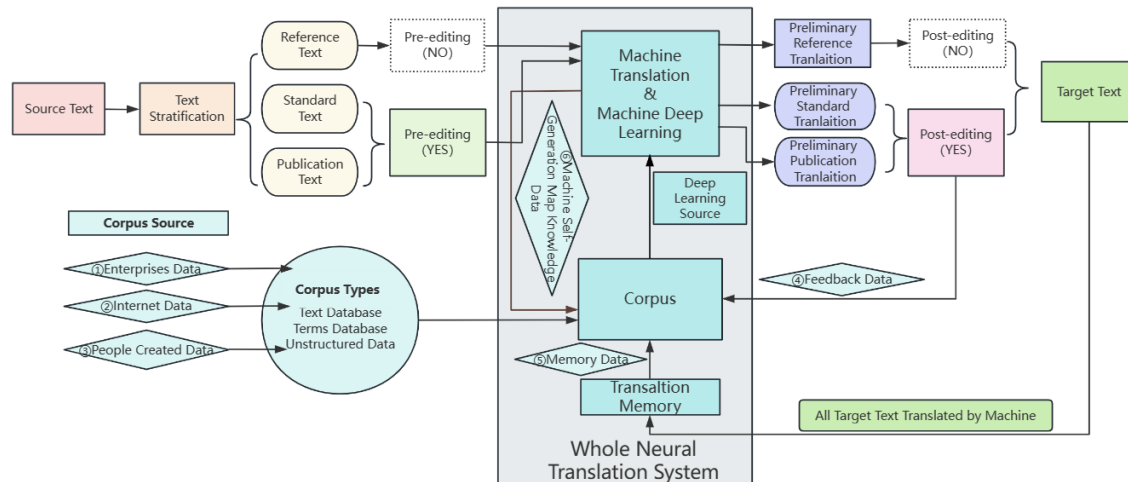 Source Text
Text
Stratification
Reference
Text
Standard
Text
Publication
Text
Pre-editing
(NO)
Pre-editing
(YES)
Machine
Translation
&
Machine Deep
Learning
Preliminary
Reference
Tranlaition
Preliminary
Standard
Tranlaition
Preliminary
Publication
Tranlaition
Post-editing
(NO)
Post-editing
(YES)
Target Text
⑥Machine Self-
Generation Map Knowledge
Data
Deep
Learning
Source
Corpus Source
①Enterprises Data
②Internet Data
③People Created Data
Corpus Types
Text Database
Terms Database
Unstructured Data
Corpus
④Feedback Data
⑤Memory Data
Transaltion
Memory
All Target Text Translated by Machine
Whole Neural
Translation System